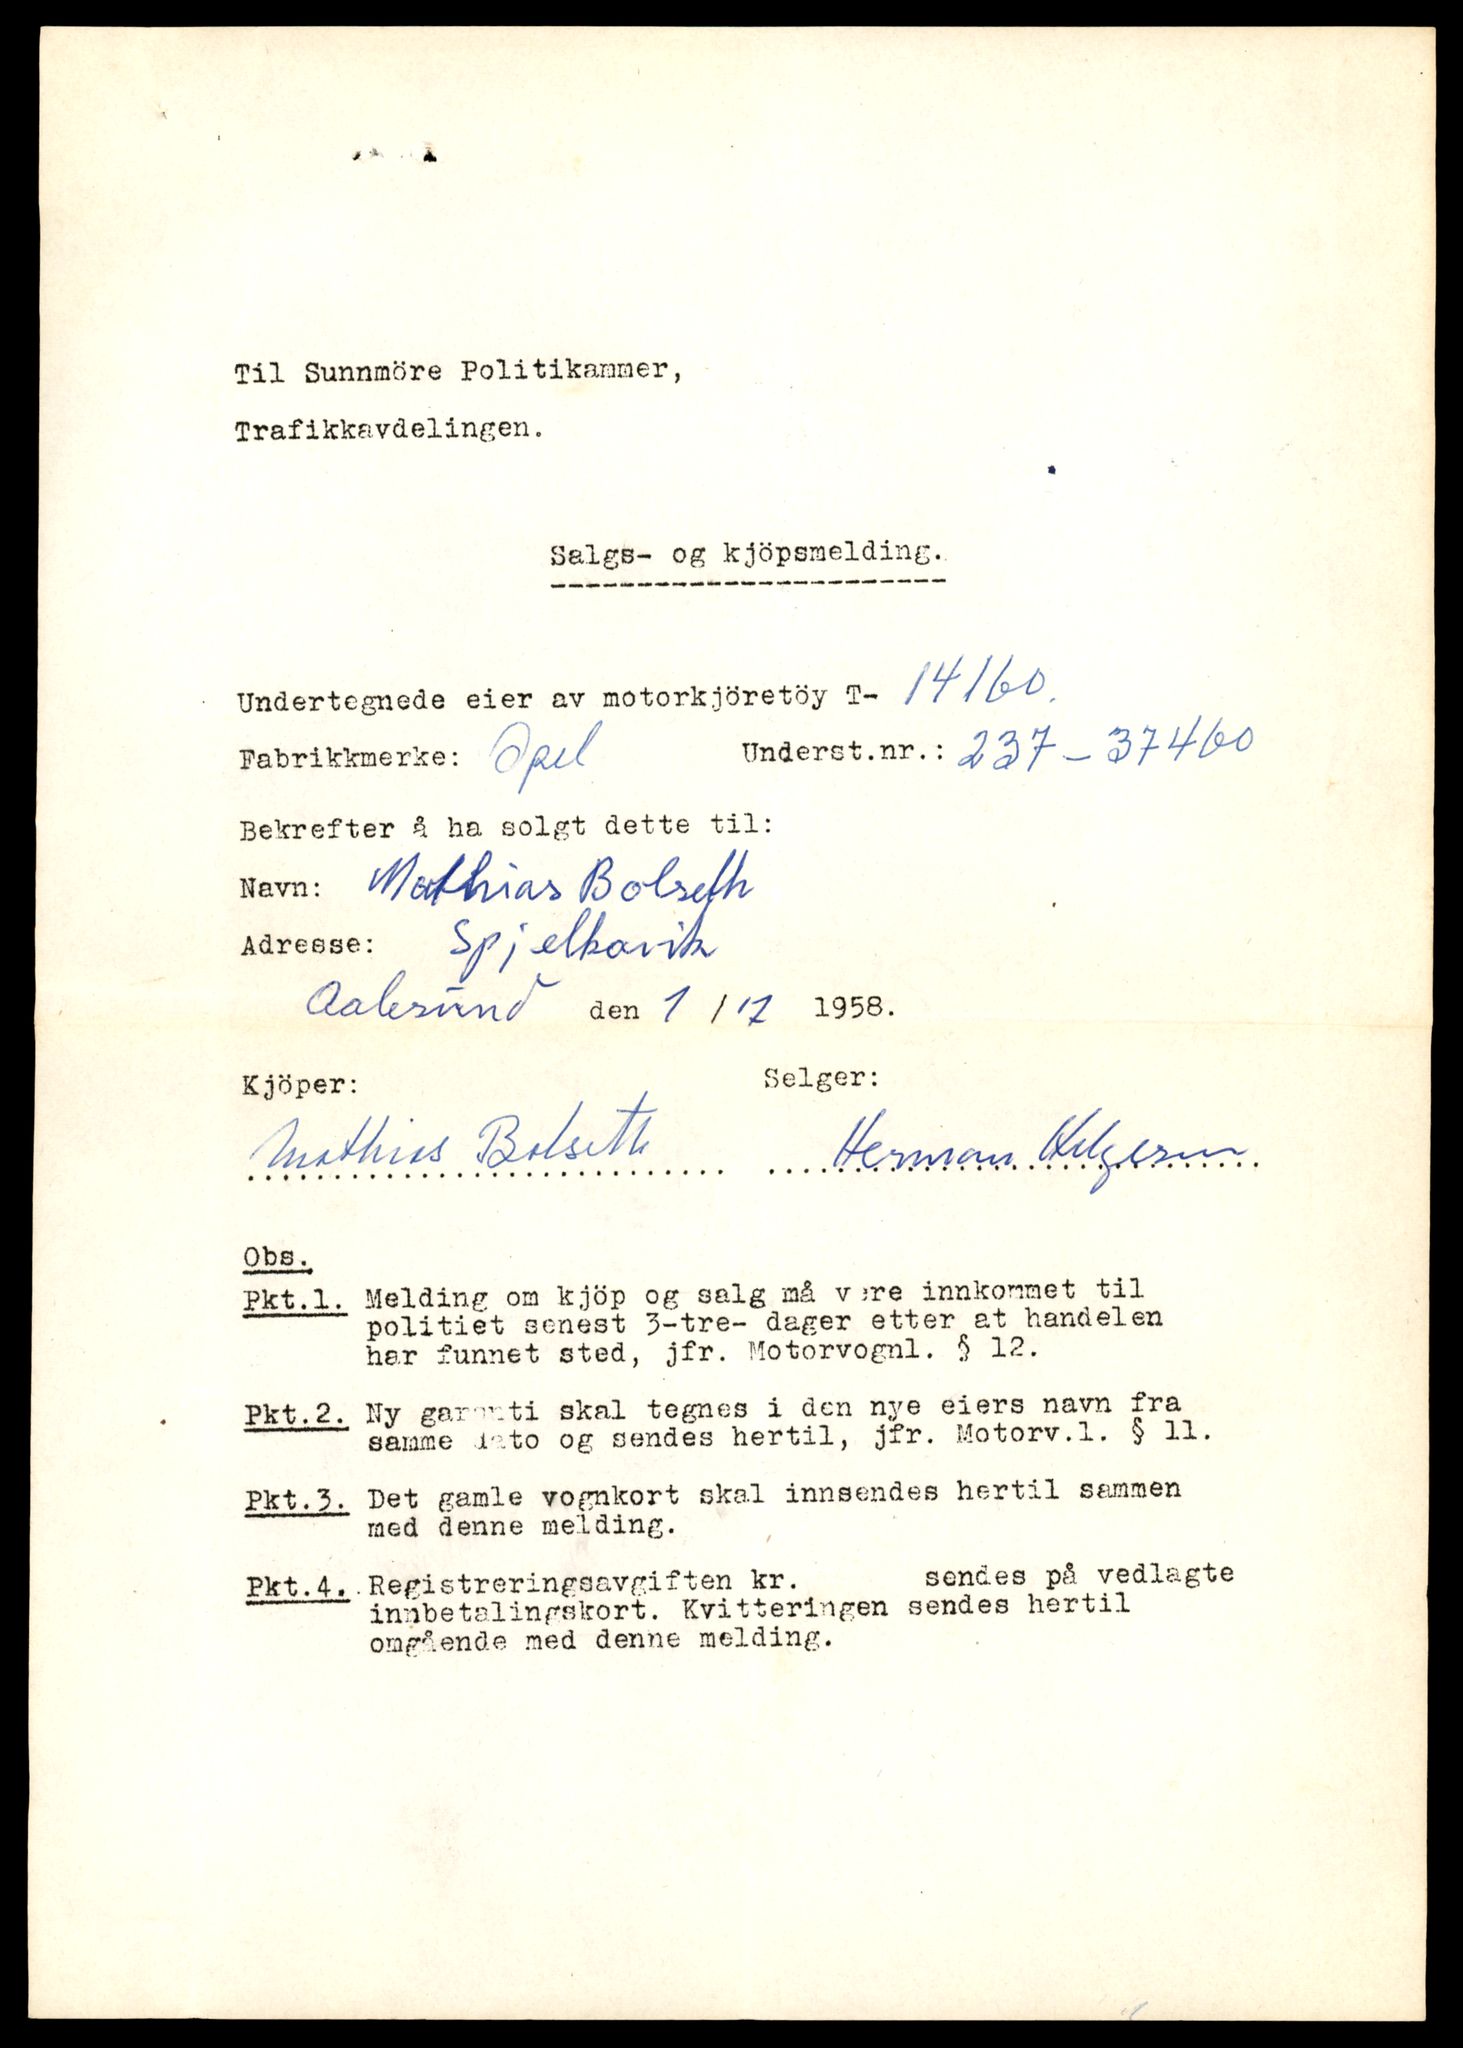 Til Sunnmöre Politikammer,
Trafikkavdelingen.
Salgs- og kjöpsmelding.
Undertegnede eier av motorkjöretöy T- 14160.
Fabrikkmerke: Opel Underst.nr.: 237-37460
Bekrefter å ha solgt dette til:
Navn: Mathias Bolseth
Adresse: Spjelkavik
Aalesund den 1/12 1958.
Kjöper: Selger:
Mathias Bolseth Herman
Obs.
Pkt.1. Melding om kjöp og salg må være innkommet til
politiet senest 3-tre- dager etter at handelen
har funnet sted, jfr. Motorvognl. § 12.
Pkt.2. Ny garanti skal tegnes i den nye eiers navn fra
samme dato og sendes hertil, jfr. Motorv.l. § 11.
Pkt.3. Det gamle vognkort skal innsendes hertil sammen
med denne melding.
Pkt.4. Registreringsavgiften kr. sendes på vedlagte
innbetalingskort. Kvitteringen sendes hertil
omgående med denne melding.